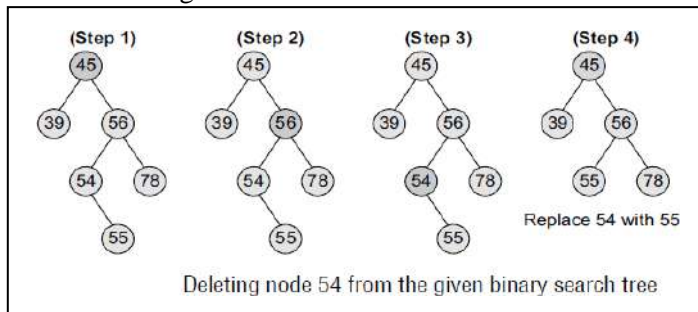 (Step 1) (Step 2) (Step 3) (Step 4)
45 45 45 45
39 56 39 56 39 56 39 56
54 78 54 78 54 78 55 78
Replace 54 with 55
55 55 55
Deleting node 54 from the given binary search tree